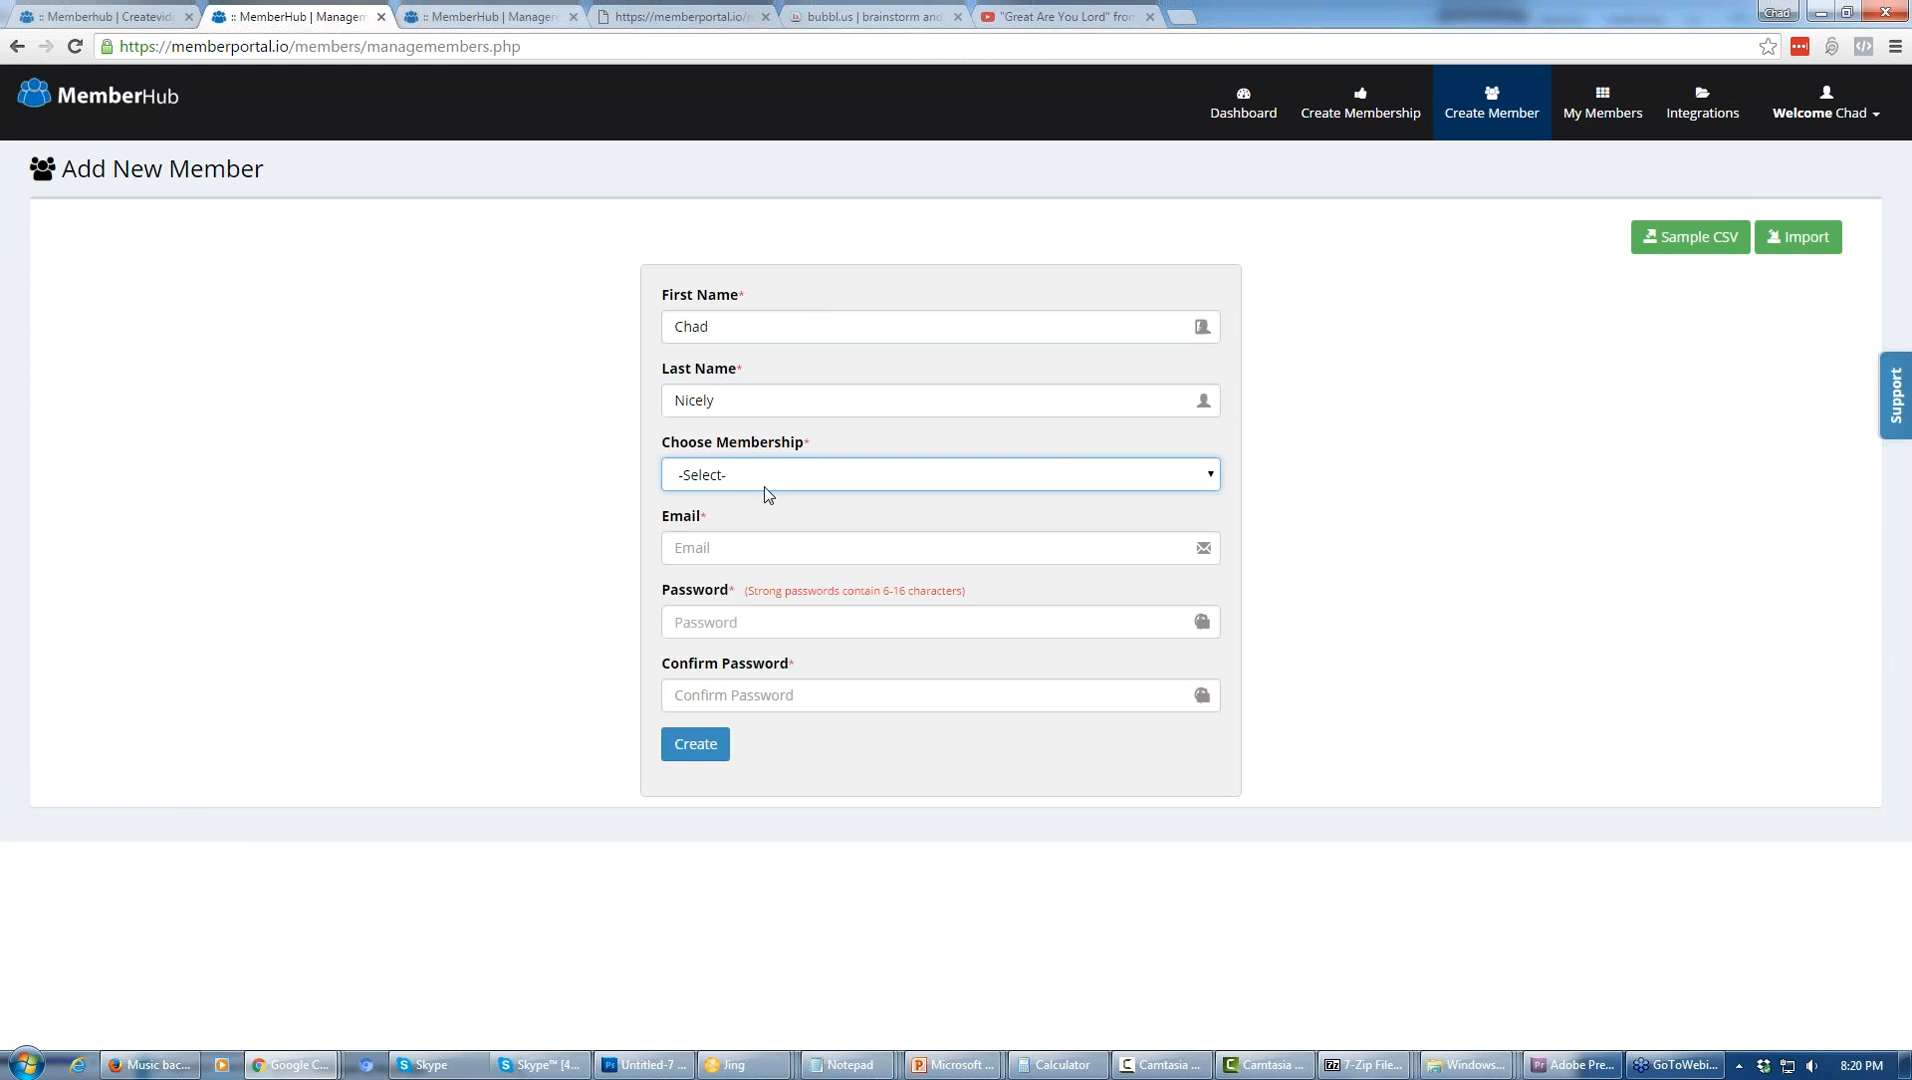 :: Memberhub | Createvid
:: MemberHub | Managem
:: MemberHub | Manager
https://memberportal.io/
bubbl.us | brainstorm and
"Great Are You Lord" fro
Chad
https://memberportal.io/members/managemembers.php
MemberHub
Dashboard
Create Membership
Create Member
My Members
Integrations
Welcome Chad
Add New Member
Sample CSV
Import
First Name*
Chad
Last Name*
Nicely
Choose Membership*
-Select-
Email*
Email
Password* (Strong passwords contain 6-16 characters)
Password
Confirm Password*
Confirm Password
Create
Support
Music bac...
Google C...
Skype
Skype™ [4...
Untitled-7 ...
Jing
Notepad
Microsoft ...
Calculator
Camtasia ...
Camtasia ...
7-Zip File...
Windows...
Adobe Pre...
GoToWebi...
8:20 PM